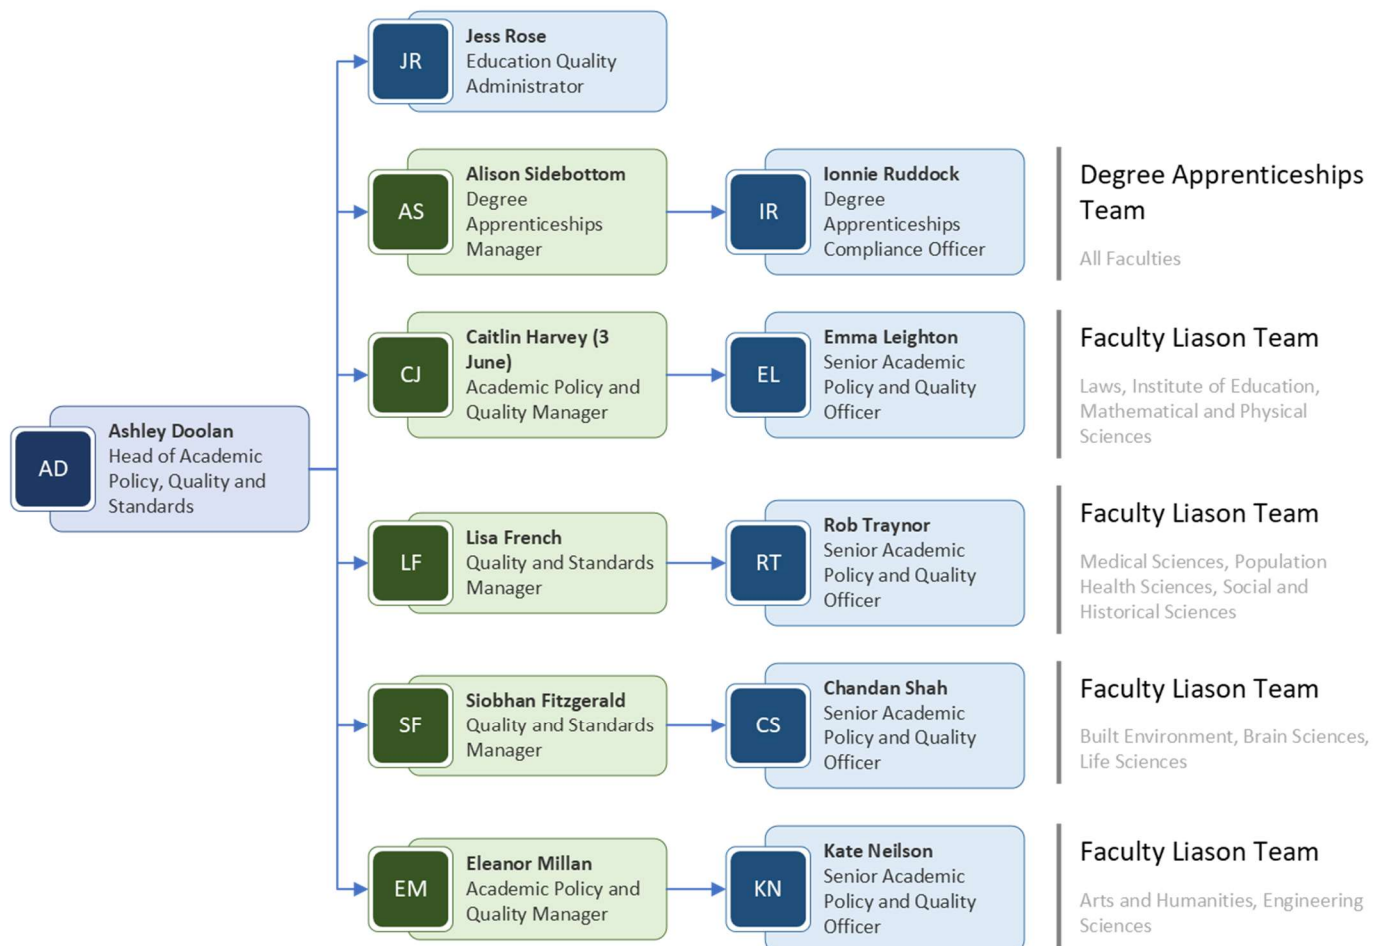 JR
Jess Rose
Education Quality
Administrator
AS
Alison Sidebottom
Degree
Apprenticeships
Manager
IR
Ionnie Ruddock
Degree
Apprenticeships
Compliance Officer
Degree Apprenticeships
Team
All Faculties
CJ
Caitlin Harvey (3
June)
Academic Policy and
Quality Manager
EL
Emma Leighton
Senior Academic
Policy and Quality
Officer
Faculty Liason Team
Laws, Institute of Education,
Mathematical and Physical
Sciences
AD
Ashley Doolan
Head of Academic
Policy, Quality and
Standards
LF
Lisa French
Quality and Standards
Manager
RT
Rob Traynor
Senior Academic
Policy and Quality
Officer
Faculty Liason Team
Medical Sciences, Population
Health Sciences, Social and
Historical Sciences
SF
Siobhan Fitzgerald
Quality and Standards
Manager
CS
Chandan Shah
Senior Academic
Policy and Quality
Officer
Faculty Liason Team
Built Environment, Brain Sciences,
Life Sciences
EM
Eleanor Millan
Academic Policy and
Quality Manager
KN
Kate Neilson
Senior Academic
Policy and Quality
Officer
Faculty Liason Team
Arts and Humanities, Engineering
Sciences